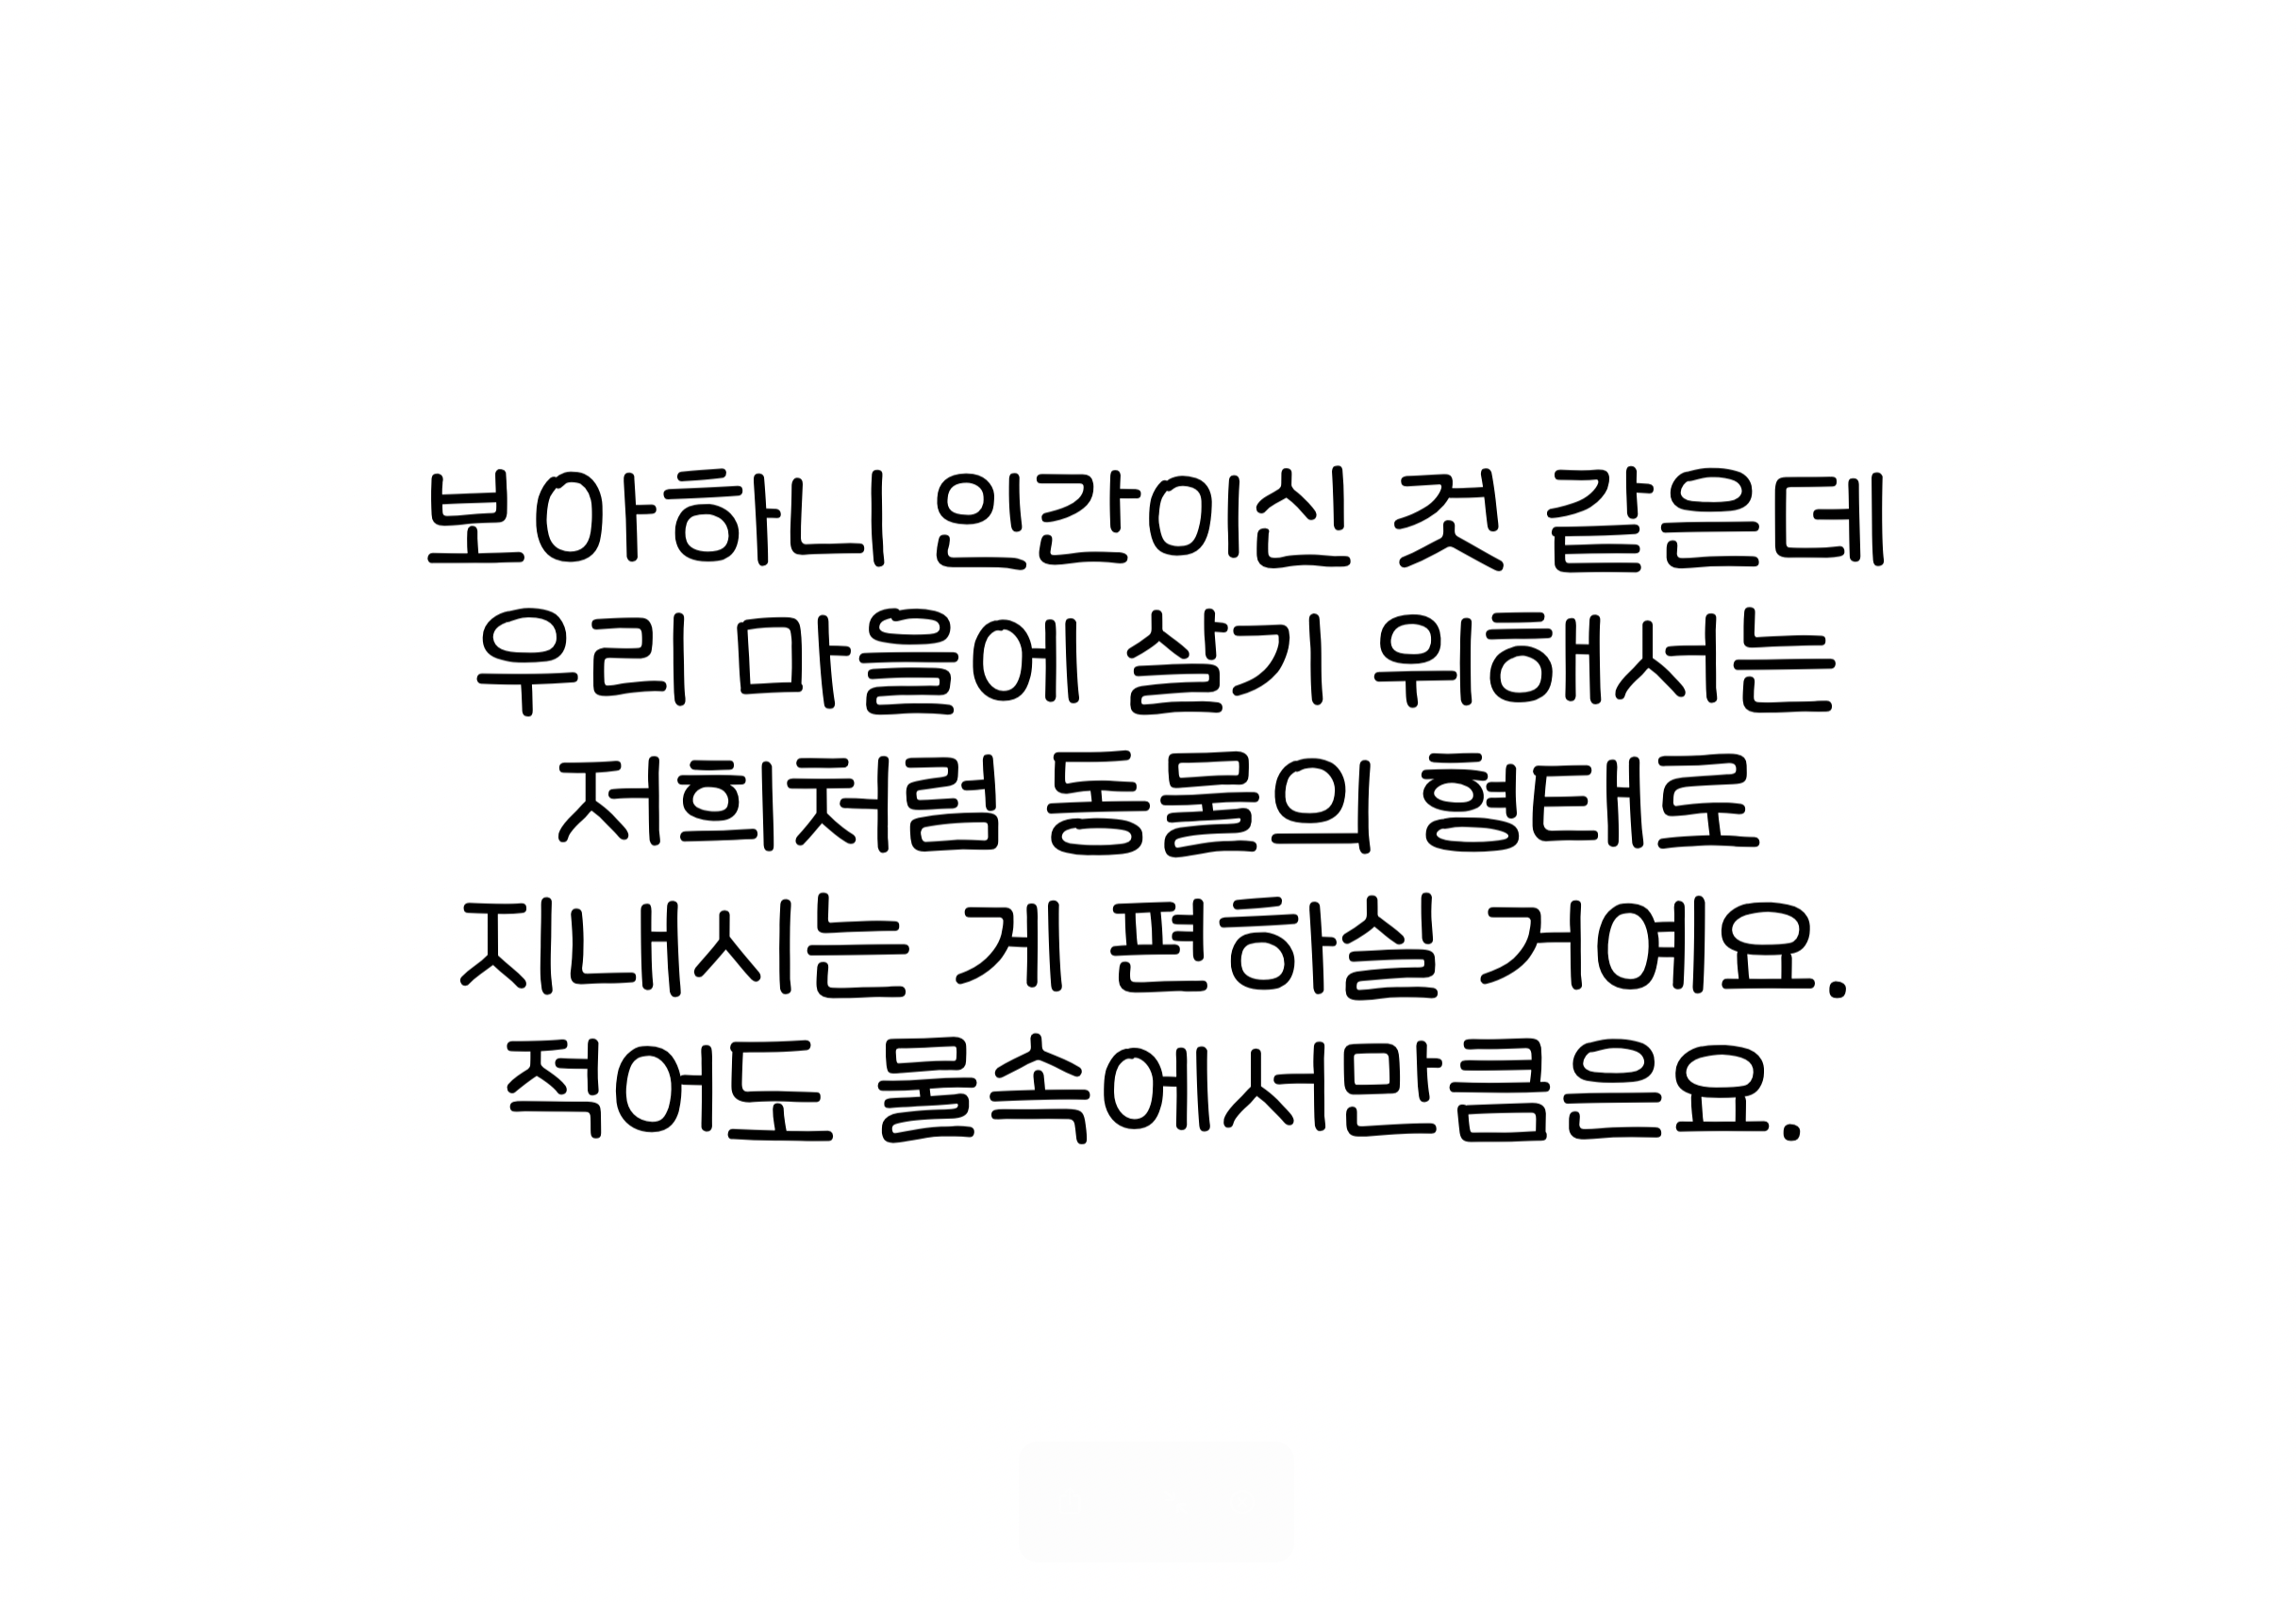 보아하니 인간이신 것 같은데
우리 마을에 살기 위해서는
저희처럼 동물의 형태로
지내시는 게 편하실 거예요.
적어도 물속에서만큼은요.